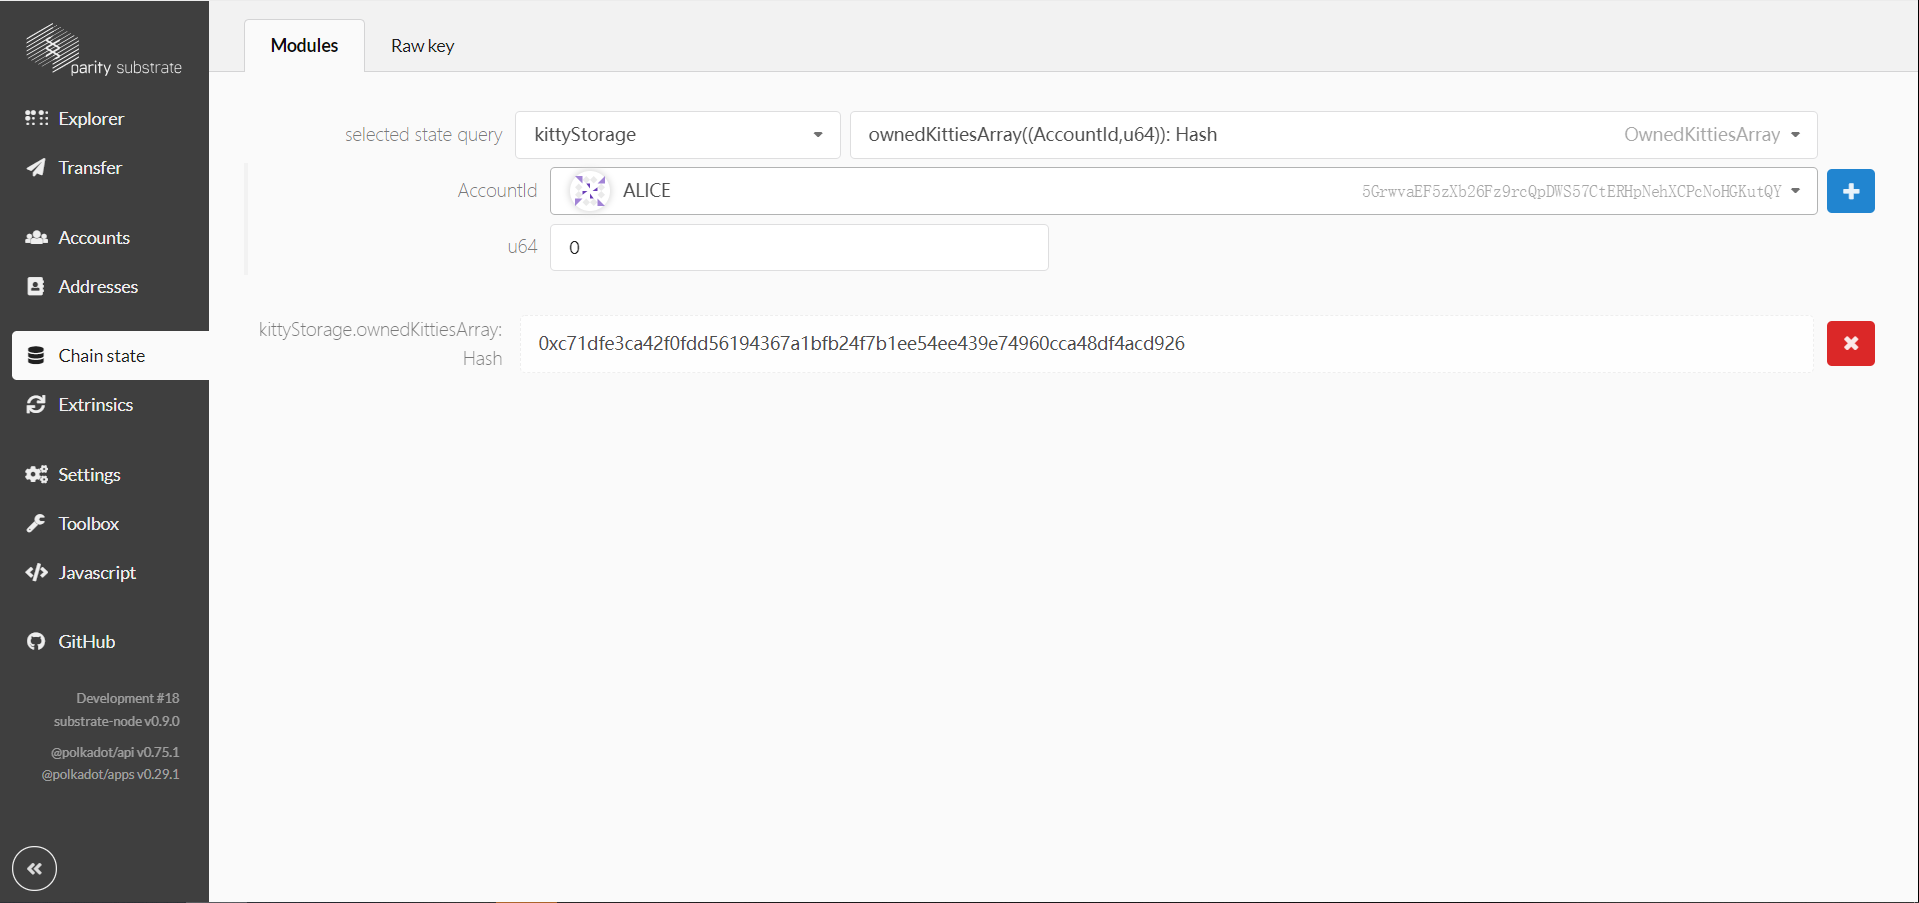 parity substrate
Explorer
Transfer
Accounts
Addresses
Chain state
Extrinsics
Settings
Toolbox
Javascript
GitHub
Development #18
substrate-node v0.9.0
@polkadot/api v0.75.1
@polkadot/apps v0.29.1
Modules
Raw key
selected state query
kittyStorage
ownedKittiesArray((AccountId,u64)): Hash
OwnedKittiesArray
AccountId
ALICE
5GrwvaEF5zXb26Fz9rcQpDWS57CtERHpNehXCPcNoHGKutQY
u64
0
kittyStorage.ownedKittiesArray:
Hash
0xc71dfe3ca42f0fdd56194367a1bfb24f7b1ee54ee439e74960cca48df4acd926